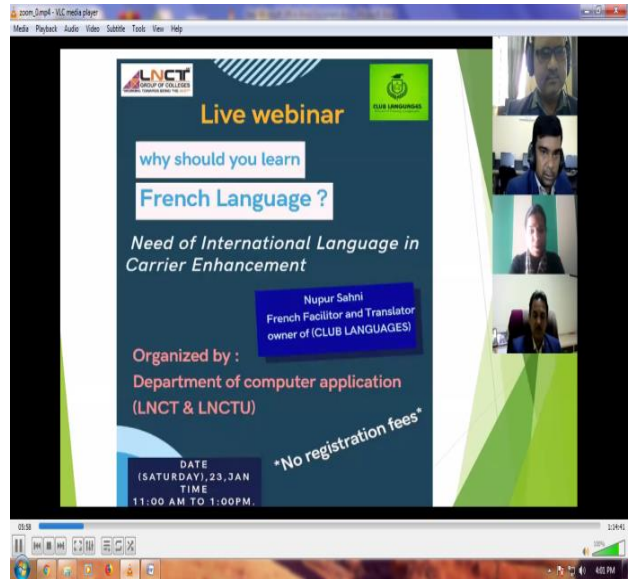 zoom_0.mp4 - VLC media player
Media Playback Audio Video Subtitle Tools View Help
LNCT
GROUP OF COLLEGES
CLUB LANGUAGES
Live webinar
why should you learn
French Language ?
Need of International Language in
Carrier Enhancement
Nupur Sahni
French Facilitor and Translator
owner of (CLUB LANGUAGES)
Organized by :
Department of computer application
(LNCT & LNCTU)
*No registration fees*
DATE
(SATURDAY),23,JAN
TIME
11:00 AM TO 1:00PM.
05:58
1:14:41
100%
4:01 PM